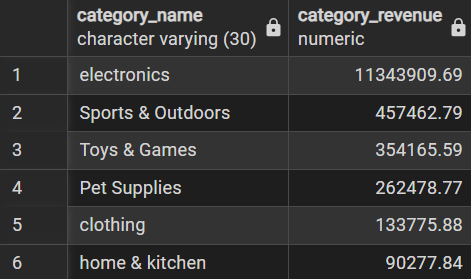 category_name category_revenue
character varying (30) numeric
1 electronics 11343909.69
2 Sports & Outdoors 457462.79
3 Toys & Games 354165.59
4 Pet Supplies 262478.77
5 clothing 133775.88
6 home & kitchen 90277.84